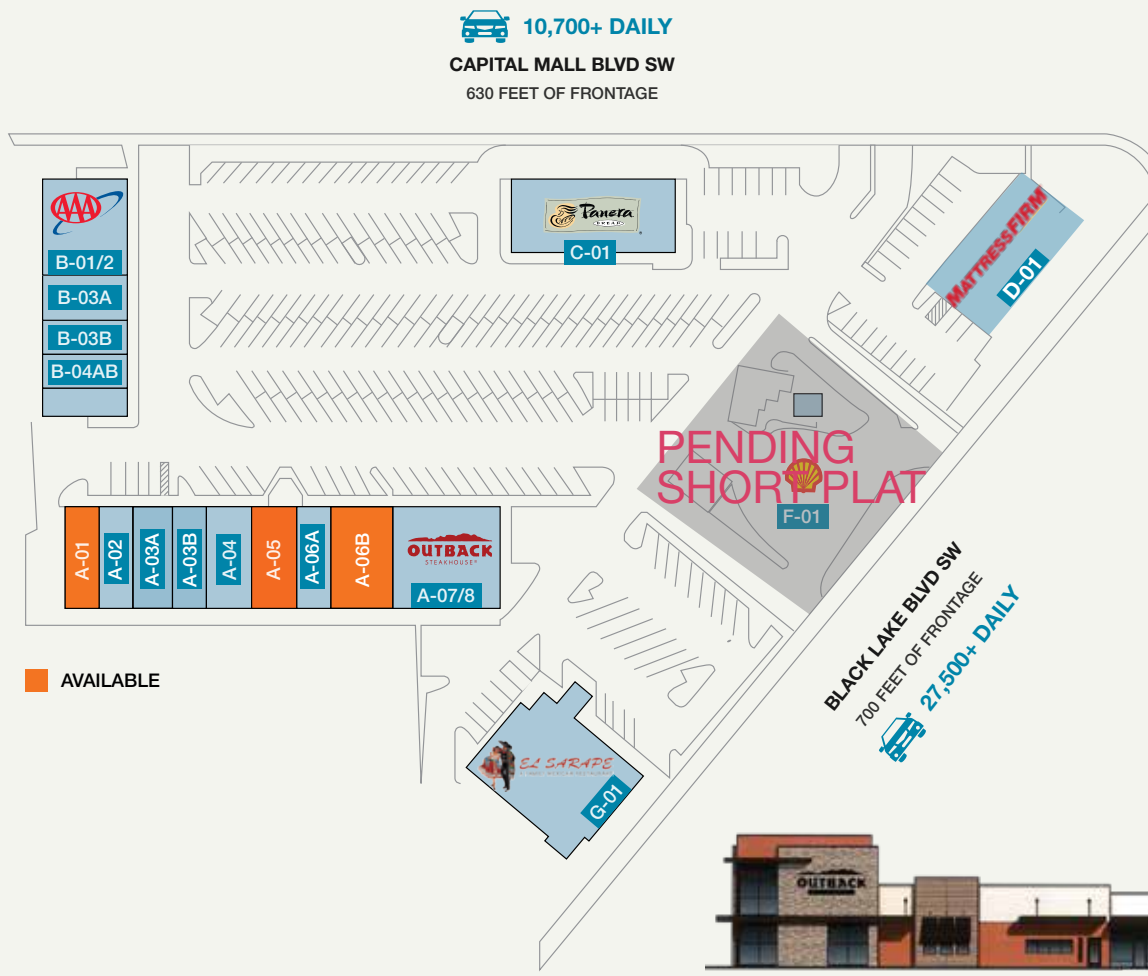 10,700+ DAILY
CAPITAL MALL BLVD SW
630 FEET OF FRONTAGE
AAA
B-01/2
B-03A
B-03B
B-04AB
Panera
BREAD
C-01
MATTRESSFIRM
D-01
PENDING
SHORT PLAT
F-01
A-01
A-02
A-03A
A-03B
A-04
A-05
A-06A
A-06B
OUTBACK
STEAKHOUSE
A-07/8
BLACK LAKE BLVD SW
700 FEET OF FRONTAGE
27,500+ DAILY
AVAILABLE
EL SARAPE
G-01
OUTBACK